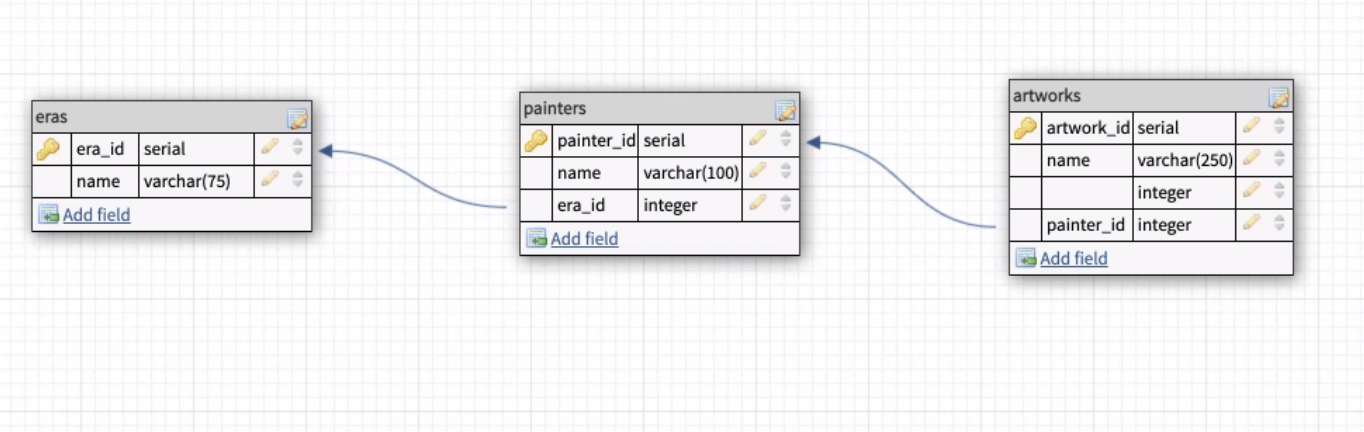 eras
era_id serial
name varchar(75)
Add field
painters
painter_id serial
name varchar(100)
era_id integer
Add field
artworks
artwork_id serial
name varchar(250)
integer
painter_id integer
Add field